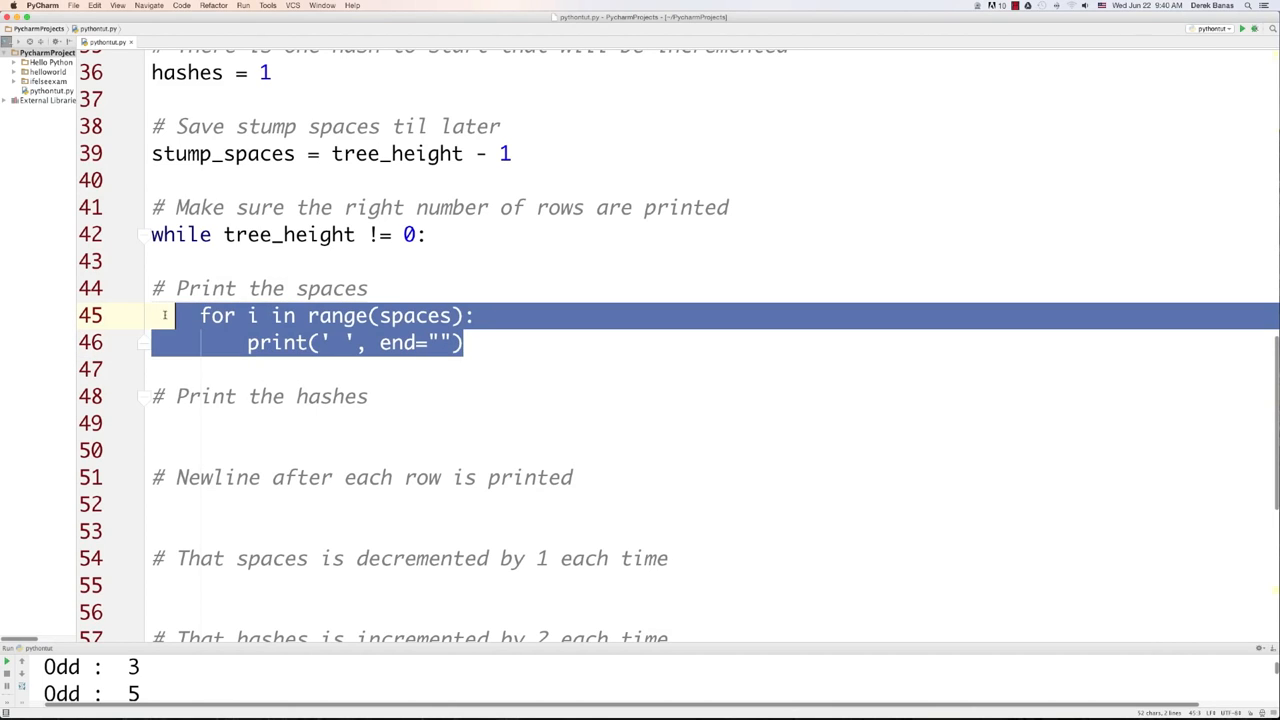 PyCharm File Edit View Navigate Code Refactor Run Tools VCS Window Help
10
Wed Jun 22 9:40 AM Derek Banas
pythontut.py - PycharmProjects - [~/PycharmProjects]
PycharmProjects pythontut.py
pythontut
pythontut.py ×
PycharmProject
Hello Python
helloworld
ifelseexam
pythontut.py
External Librarie
35 # There is one hash to start that will be incremented
36 hashes = 1
37
38 # Save stump spaces til later
39 stump_spaces = tree_height - 1
40
41 # Make sure the right number of rows are printed
42 while tree_height != 0:
43
44 # Print the spaces
45 for i in range(spaces):
46 print(' ', end="")
47
48 # Print the hashes
49
50
51 # Newline after each row is printed
52
53
54 # That spaces is decremented by 1 each time
55
56
57 # That hashes is incremented by 2 each time
Run pythontut
Odd : 3
Odd : 5
52 chars, 2 lines 45:3 LF‡ UTF-8‡